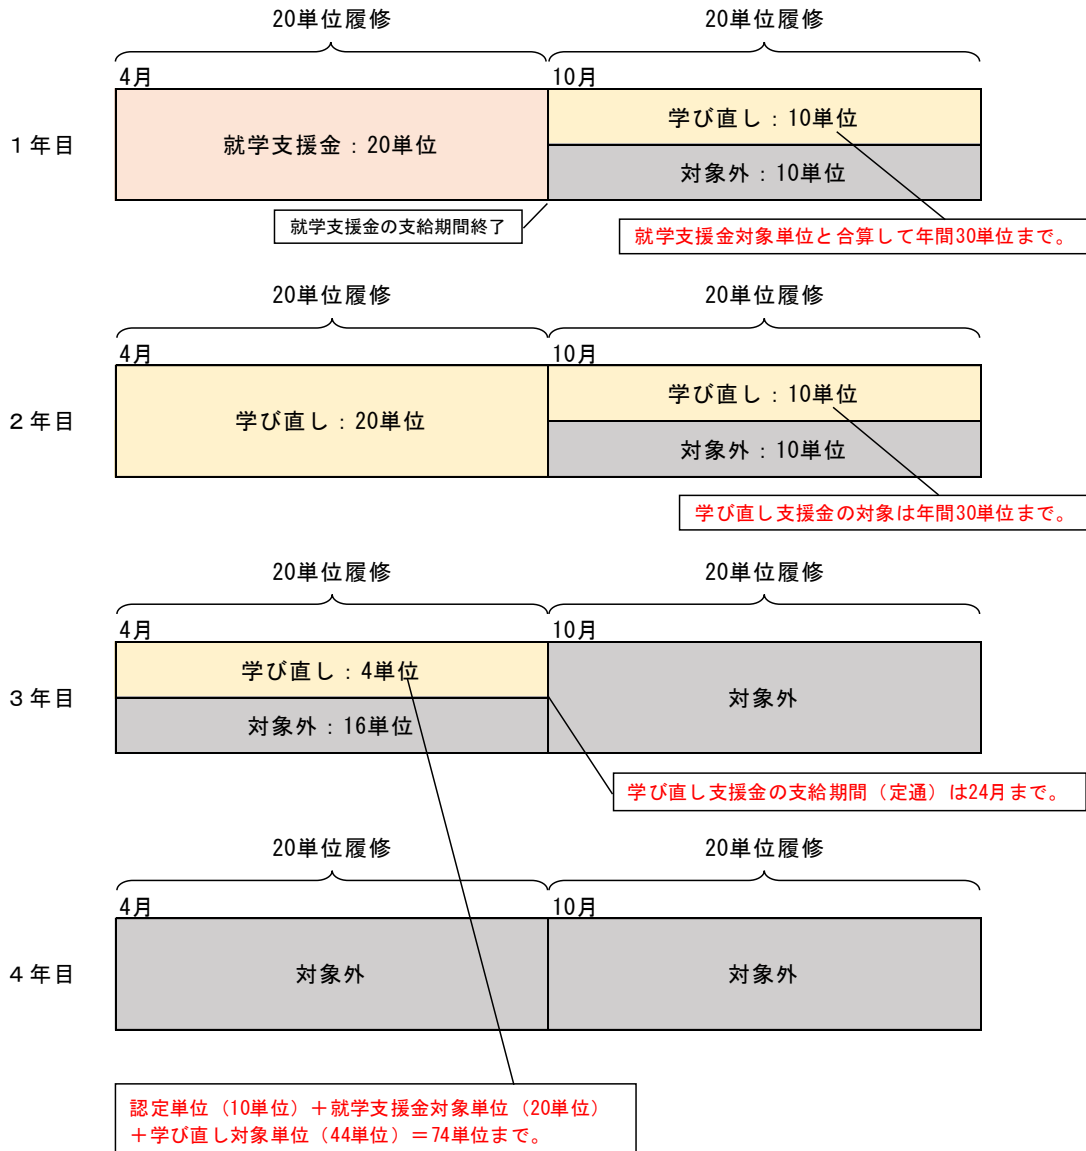 20単位履修 20単位履修
4月 10月
1年目
就学支援金：20単位
学び直し：10単位
対象外：10単位
就学支援金の支給期間終了
就学支援金対象単位と合算して年間30単位まで。
20単位履修 20単位履修
4月 10月
2年目
学び直し：20単位
学び直し：10単位
対象外：10単位
学び直し支援金の対象は年間30単位まで。
20単位履修 20単位履修
4月 10月
3年目
学び直し：4単位
対象外：16単位
対象外
学び直し支援金の支給期間（定通）は24月まで。
20単位履修 20単位履修
4月 10月
4年目
対象外 対象外
認定単位（10単位）＋就学支援金対象単位（20単位）
＋学び直し対象単位（44単位）＝74単位まで。